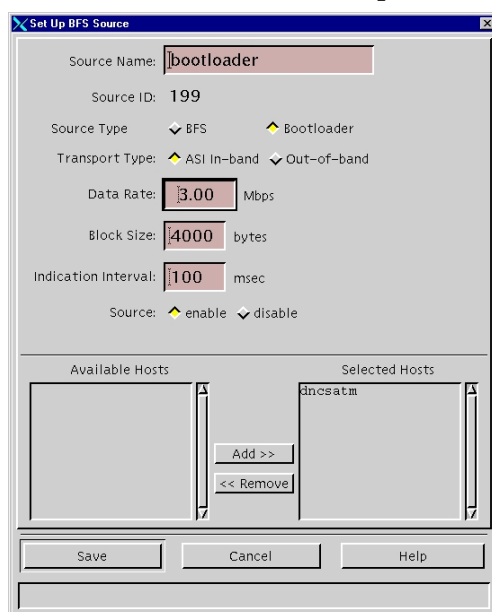 Set Up BFS Source
Source Name: bootloader
Source ID: 199
Source Type BFS Bootloader
Transport Type: ASI In-band Out-of-band
Data Rate: 3.00 Mbps
Block Size: 4000 bytes
Indication Interval: 100 msec
Source: enable disable
Available Hosts Selected Hosts
dncsatm
Add >>
<< Remove
Save Cancel Help